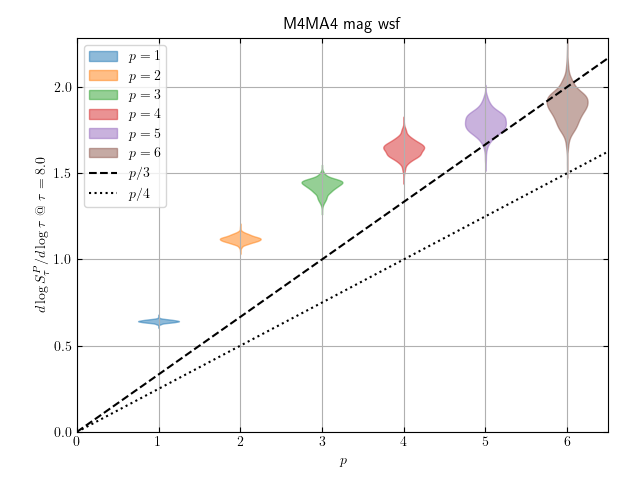 M4MA4 mag wsf
p = 1
p = 2
p = 3
p = 4
p = 5
p = 6
p/3
p/4
d log S_τ^P / d log τ @ τ = 8.0
2.0
1.5
1.0
0.5
0.0
0 1 2 3 4 5 6
p